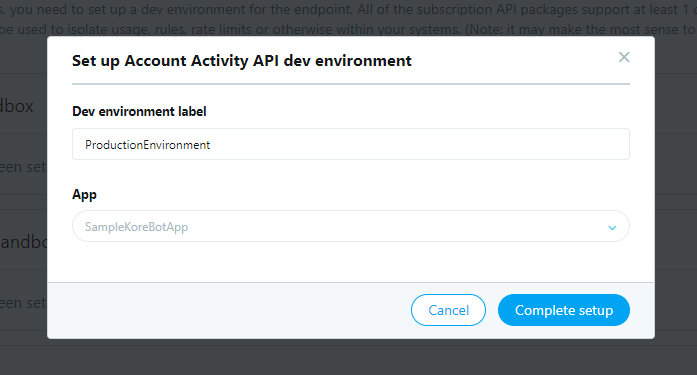 , you need to set up a dev environment for the endpoint. All of the subscription API packages support at least 1
be used to isolate usage, rules, rate limits or otherwise within your systems. (Note: it may make the most sense to
Set up Account Activity API dev environment
Dev environment label
dbox
ProductionEnvironment
een set
App
SampleKoreBotApp
andbo
een set
Cancel
Complete setup